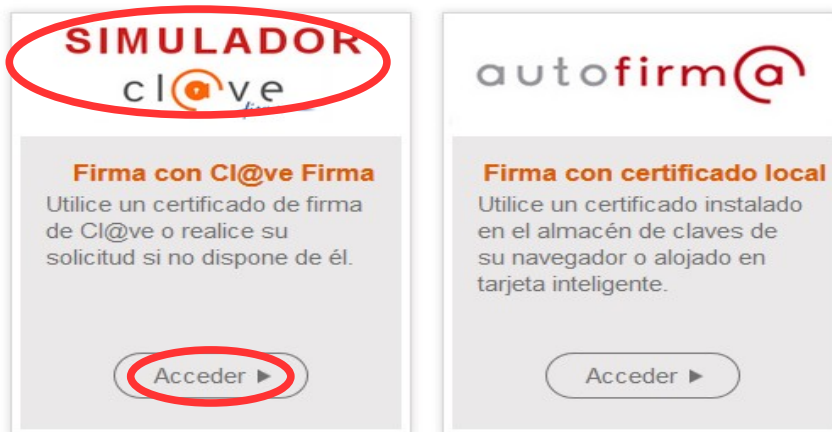 SIMULADOR
cl@ve
Firma con Cl@ve Firma
Utilice un certificado de firma
de Cl@ve o realice su
solicitud si no dispone de él.
Acceder ►
autofirm@
Firma con certificado local
Utilice un certificado instalado
en el almacén de claves de
su navegador o alojado en
tarjeta inteligente.
Acceder ►